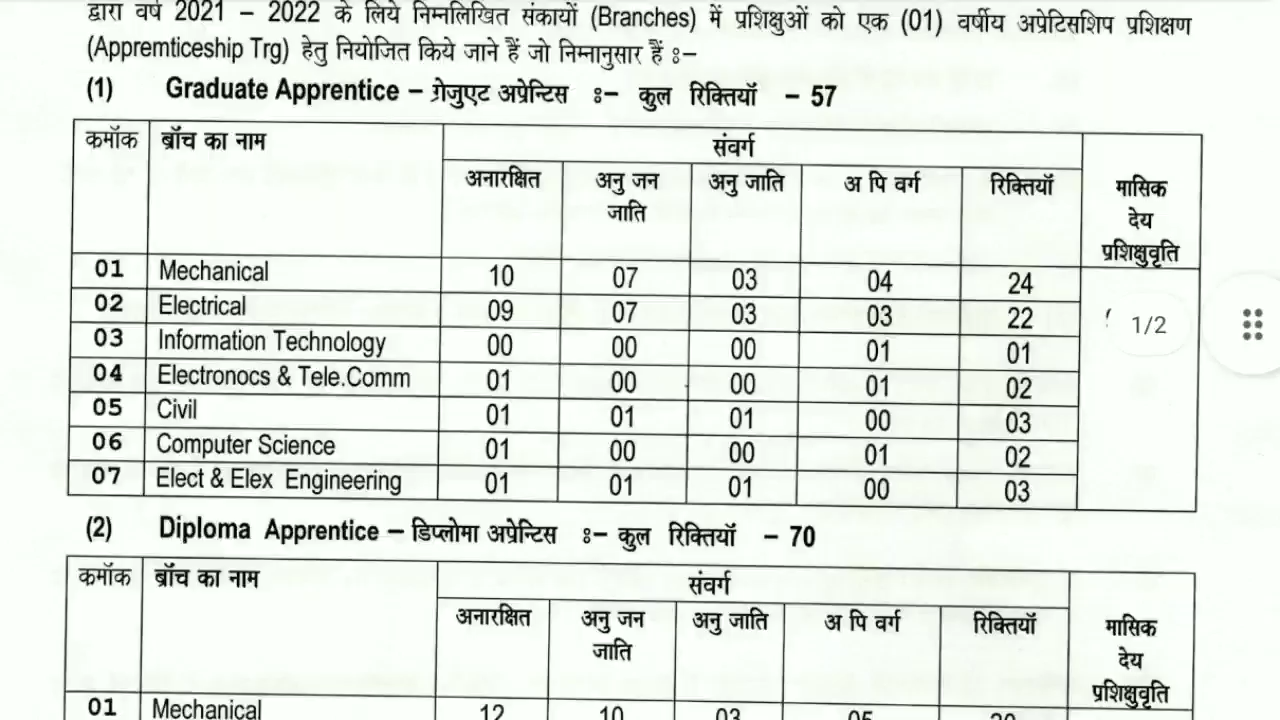 द्वारा वर्ष 2021 – 2022 के लिये निम्नलिखित संकायों (Branches) में प्रशिक्षुओं को एक (01) वर्षीय अप्रेटिसशिप प्रशिक्षण
(Appremticeship Trg) हेतु नियोजित किये जाने हैं जो निम्नानुसार हैं ः–
(1) Graduate Apprentice – ग्रेजुएट अप्रेन्टिस ः– कुल रिक्तियॉ – 57
कमॉक ब्रॉच का नाम संवर्ग मासिक देय प्रशिक्षुवृति
अनारक्षित अनु जन जाति अनु जाति अ पि वर्ग रिक्तियॉ
01 Mechanical 10 07 03 04 24
02 Electrical 09 07 03 03 22
03 Information Technology 00 00 00 01 01
04 Electronocs & Tele.Comm 01 00 00 01 02
05 Civil 01 01 01 00 03
06 Computer Science 01 00 00 01 02
07 Elect & Elex Engineering 01 01 01 00 03
1/2
(2) Diploma Apprentice – डिप्लोमा अप्रेन्टिस ः– कुल रिक्तियॉ – 70
कमॉक ब्रॉच का नाम संवर्ग मासिक देय प्रशिक्षुवृति
अनारक्षित अनु जन जाति अनु जाति अ पि वर्ग रिक्तियॉ
01 Mechanical 12 10 03 05